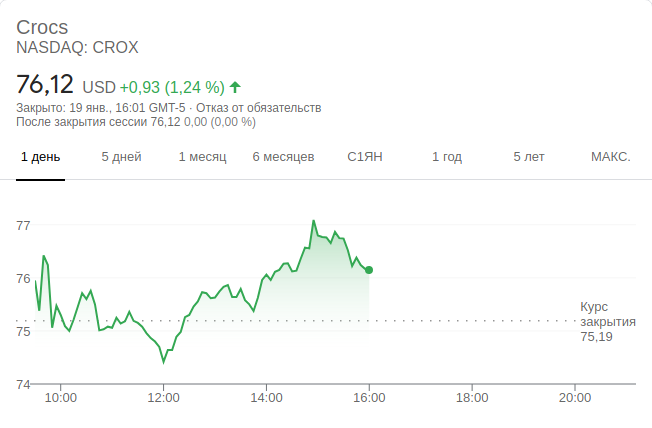 Crocs
NASDAQ: CROX
76,12 USD +0,93 (1,24 %)
Закрыто: 19 янв., 16:01 GMT-5 · Отказ от обязательств
После закрытия сессии 76,12 0,00 (0,00 %)
1 день 5 дней 1 месяц 6 месяцев С1ЯН 1 год 5 лет МАКС.
77
76
75
74
Курс
закрытия
75,19
10:00 12:00 14:00 16:00 18:00 20:00